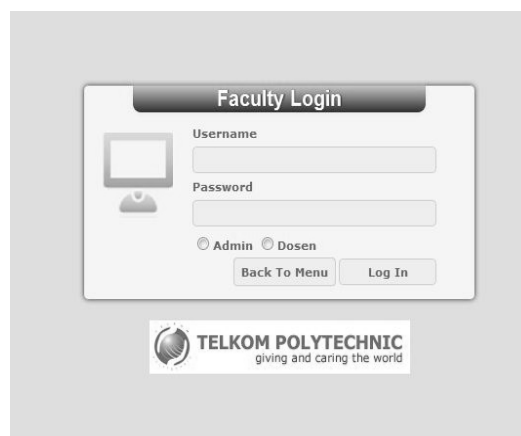 Faculty Login
Username
Password
Admin Dosen
Back To Menu Log In
TELKOM POLYTECHNIC
giving and caring the world